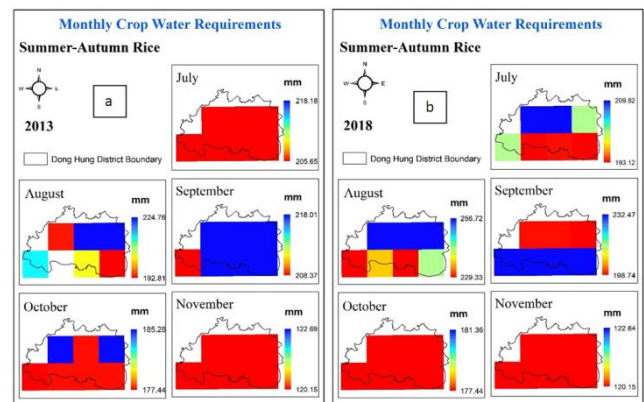 Monthly Crop Water Requirements
Summer-Autumn Rice
N
W E
S
a
2013
Dong Hung District Boundary
July
mm
216.18
205.65
August
mm
224.76
192.81
September
mm
218.01
208.37
October
mm
185.28
177.44
November
mm
122.69
120.15
Monthly Crop Water Requirements
Summer-Autumn Rice
N
W E
S
b
2018
Dong Hung District Boundary
July
mm
209.82
193.12
August
mm
256.72
229.33
September
mm
232.47
198.74
October
mm
181.36
177.44
November
mm
122.64
120.15